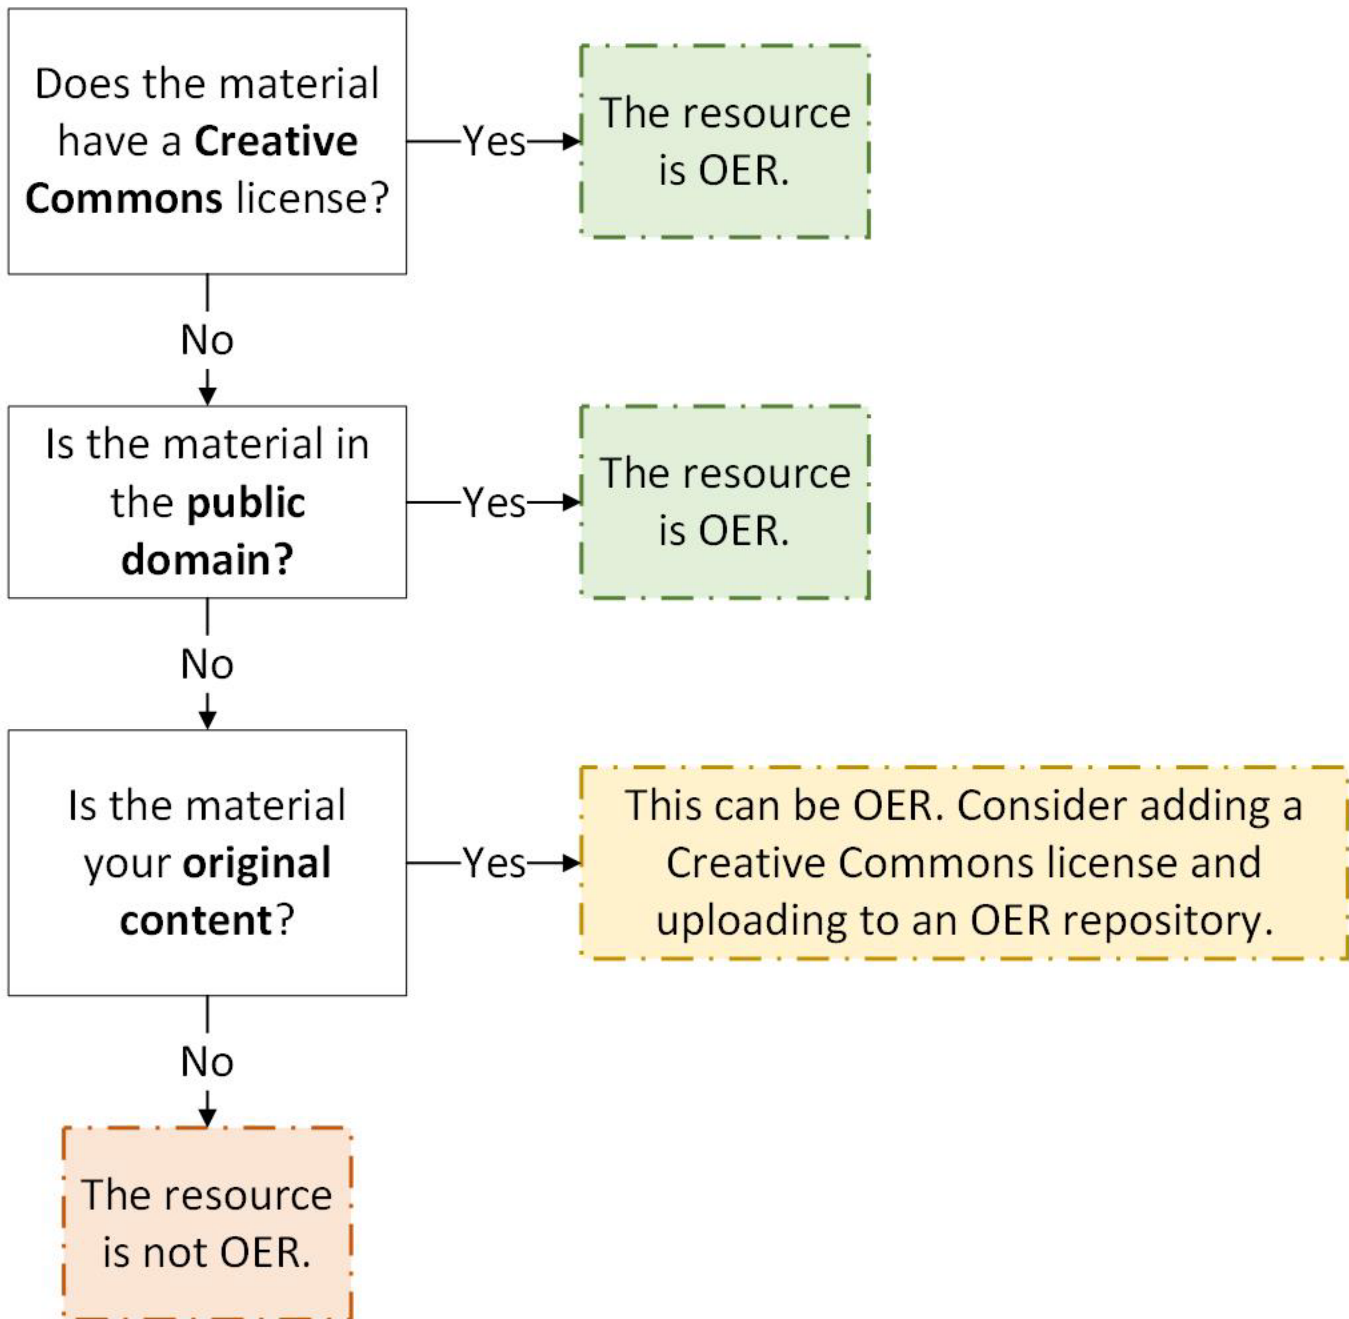 Does the material
have a Creative
Commons license?
Yes
The resource
is OER.
No
Is the material in
the public
domain?
Yes
The resource
is OER.
No
Is the material
your original
content?
Yes
This can be OER. Consider adding a
Creative Commons license and
uploading to an OER repository.
No
The resource
is not OER.